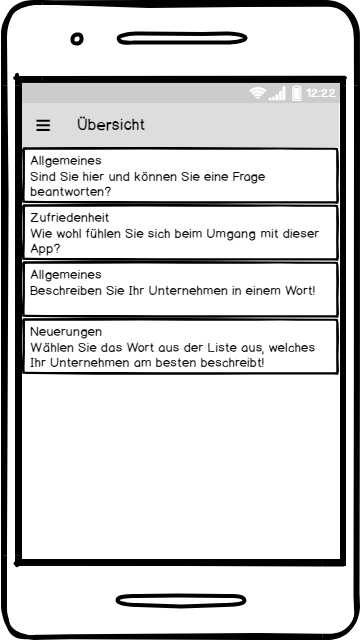 12:22
Übersicht
Allgemeines
Sind Sie hier und können Sie eine Frage
beantworten?
Zufriedenheit
Wie wohl fühlen Sie sich beim Umgang mit dieser
App?
Allgemeines
Beschreiben Sie Ihr Unternehmen in einem Wort!
Neuerungen
Wählen Sie das Wort aus der Liste aus, welches
Ihr Unternehmen am besten beschreibt!